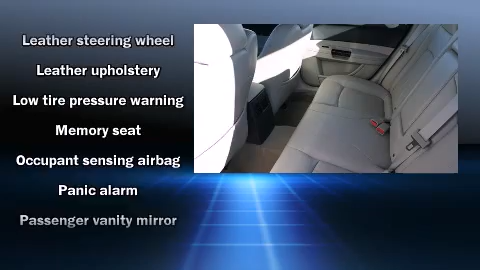 Leather steering wheel
Leather upholstery
Low tire pressure warning
Memory seat
Occupant sensing airbag
Panic alarm
Passenger vanity mirror